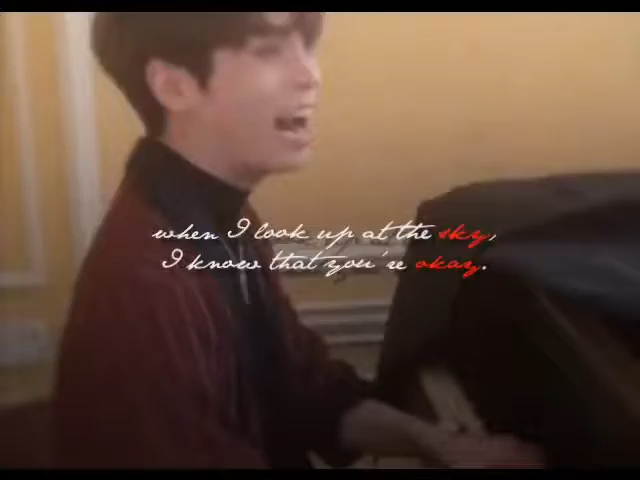 when I look up at the sky,
I know that you're okay.